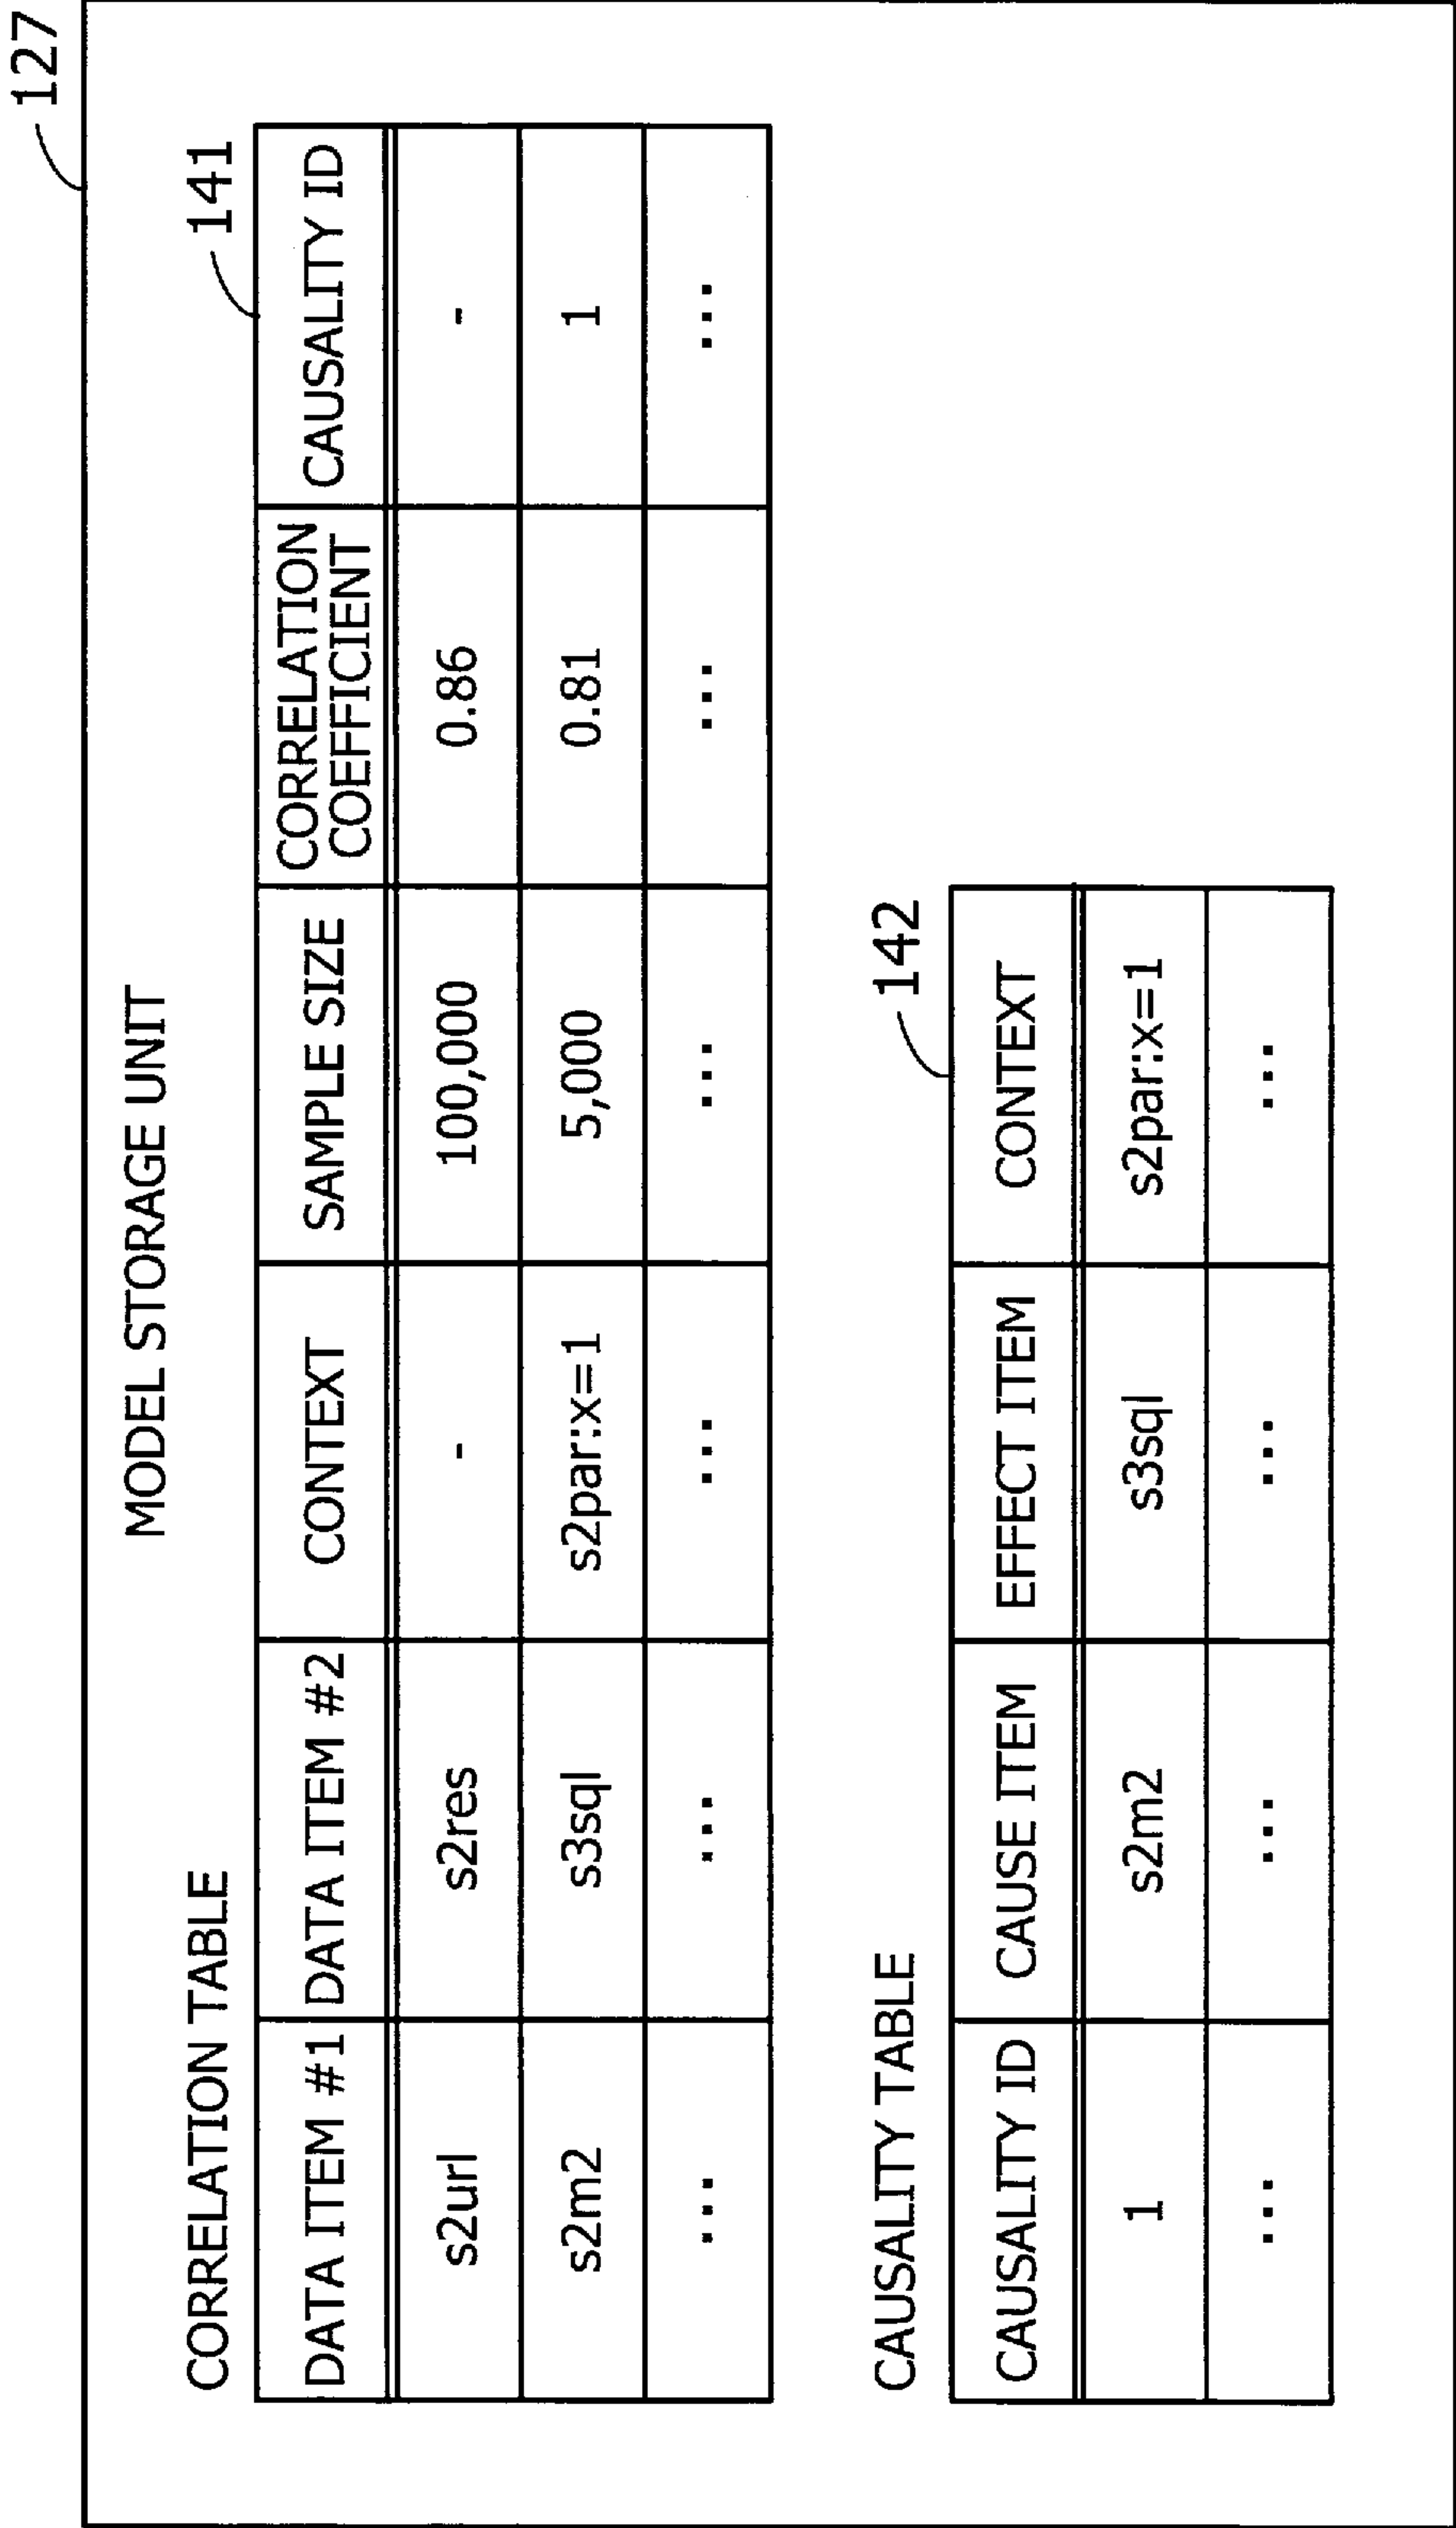 127
MODEL STORAGE UNIT
CORRELATION TABLE
141
DATA ITEM #1 DATA ITEM #2 CONTEXT SAMPLE SIZE CORRELATION COEFFICIENT CAUSALITY ID
s2url s2res - 100,000 0.86 -
s2m2 s3sql s2par:x=1 5,000 0.81 1
... ... ... ... ... ...
CAUSALITY TABLE
142
CAUSALITY ID CAUSE ITEM EFFECT ITEM CONTEXT
1 s2m2 s3sql s2par:x=1
... ... ... ...